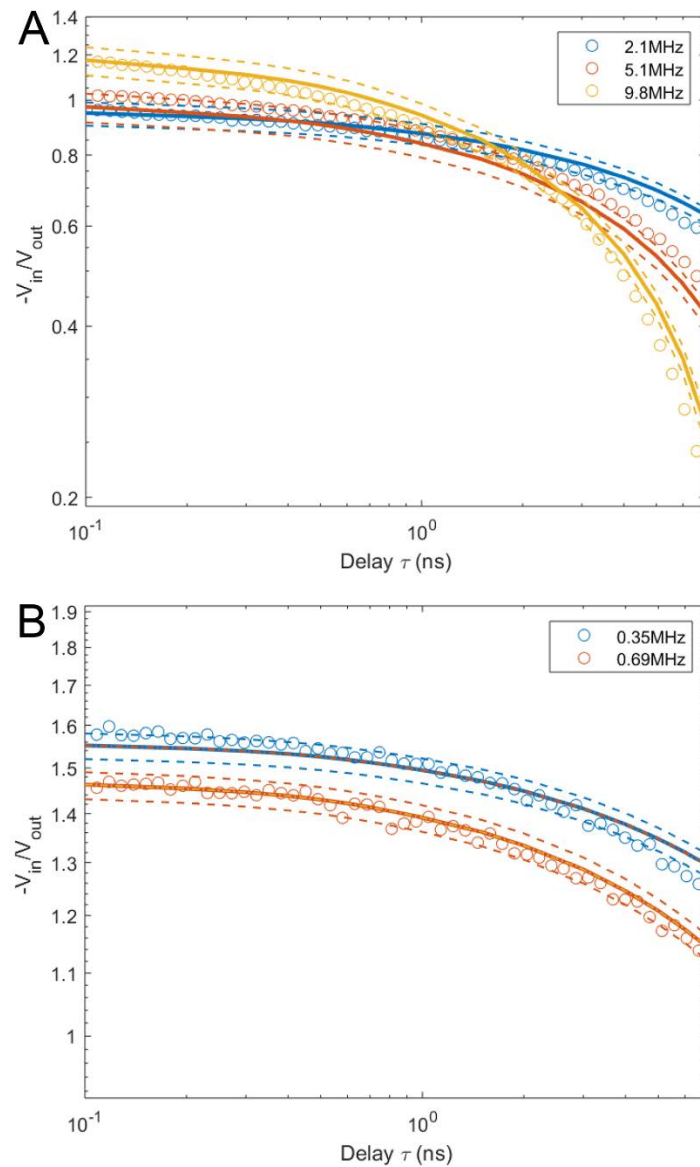 A
1.4
1.2
1
0.8
0.6
0.4
0.2
-V_in/V_out
10^-1
10^0
Delay τ (ns)
2.1MHz
5.1MHz
9.8MHz
B
1.9
1.8
1.7
1.6
1.5
1.4
1.3
1.2
1.1
1
-V_in/V_out
10^-1
10^0
Delay τ (ns)
0.35MHz
0.69MHz